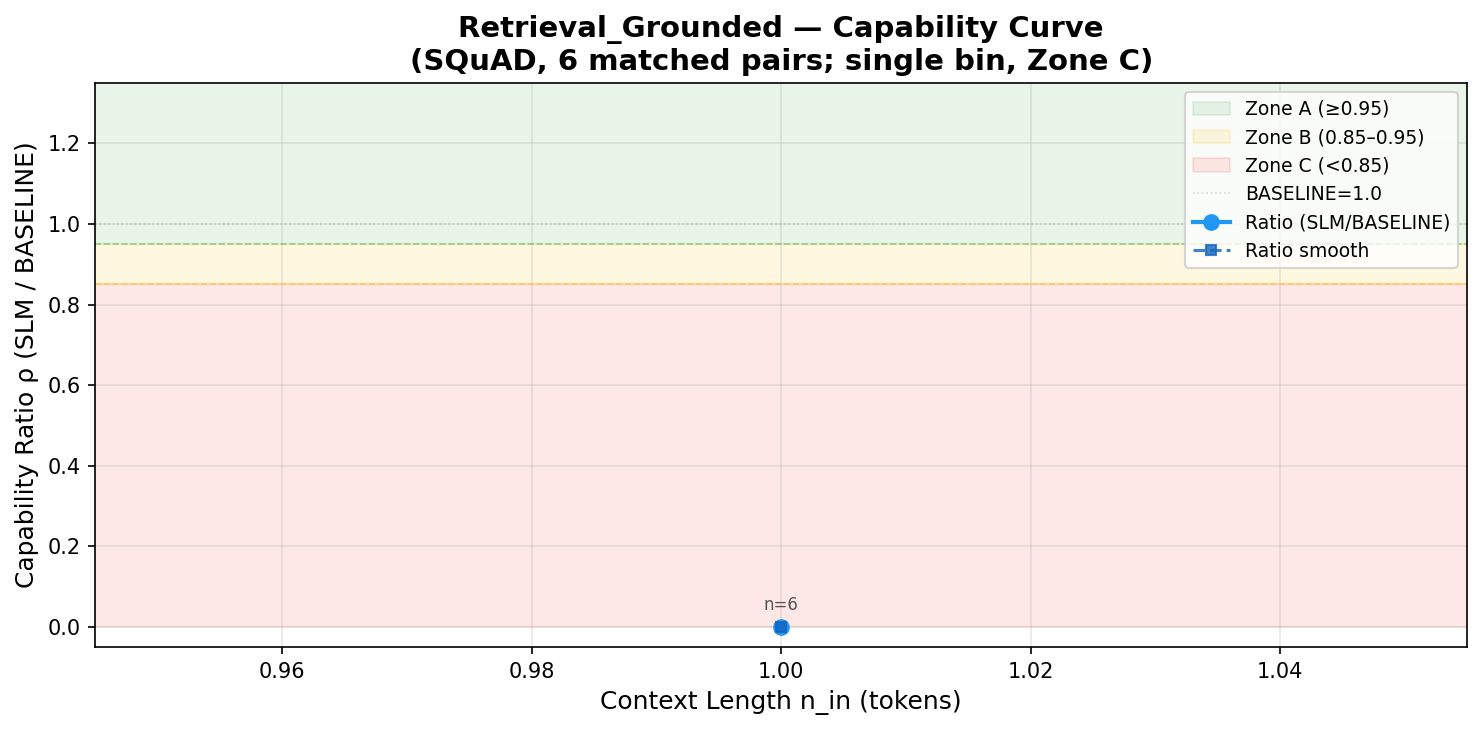 Retrieval_Grounded — Capability Curve
(SQuAD, 6 matched pairs; single bin, Zone C)
Capability Ratio ρ (SLM / BASELINE)
1.2
1.0
0.8
0.6
0.4
0.2
0.0
Zone A (≥0.95)
Zone B (0.85–0.95)
Zone C (<0.85)
BASELINE=1.0
Ratio (SLM/BASELINE)
Ratio smooth
n=6
0.96 0.98 1.00 1.02 1.04
Context Length n_in (tokens)